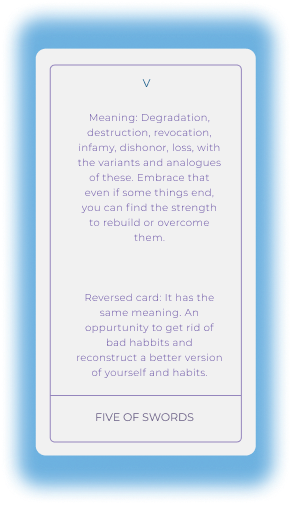 V
Meaning: Degradation,
destruction, revocation,
infamy, dishonor, loss, with
the variants and analogues
of these. Embrace that
even if some things end,
you can find the strength
to rebuild or overcome
them.
Reversed card: It has the
same meaning. An
oppurtunity to get rid of
bad habbits and
reconstruct a better version
of yourself and habits.
FIVE OF SWORDS